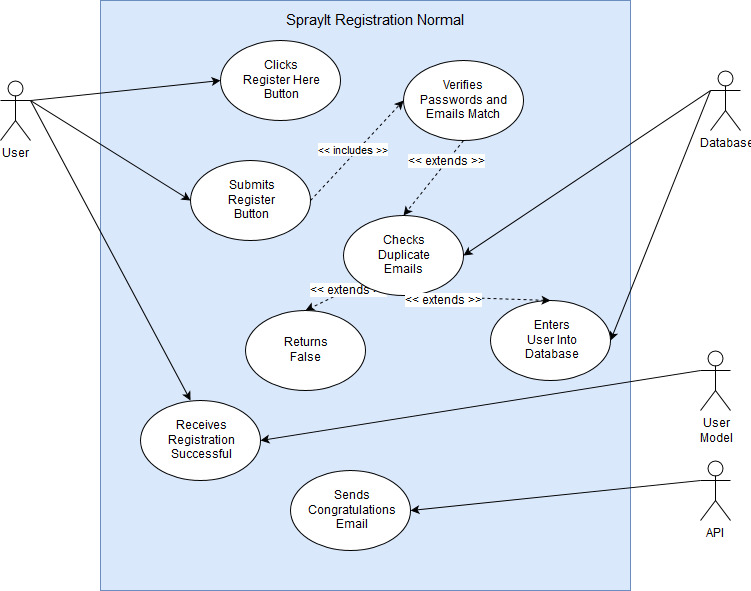 SprayIt Registration Normal
Clicks
Register Here
Button
Verifies
Passwords and
Emails Match
User
Database
<< includes >>
<< extends >>
Submits
Register
Button
Checks
Duplicate
Emails
<< extends
<< extends >>
Returns
False
Enters
User Into
Database
Receives
Registration
Successful
User
Model
Sends
Congratulations
Email
API